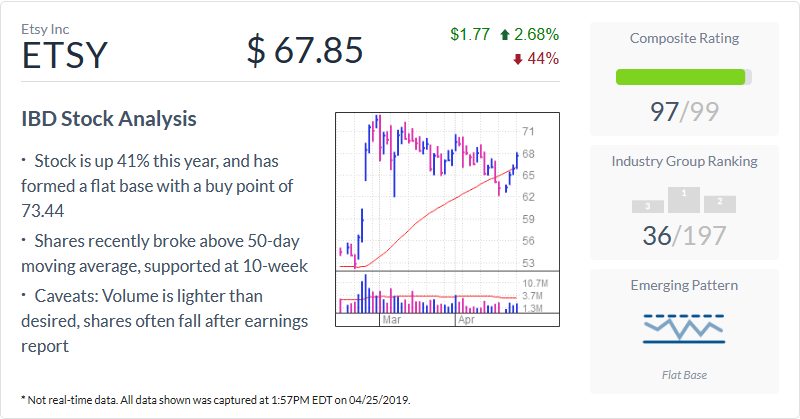 Etsy Inc
ETSY
$ 67.85
$1.77 2.68%
44%
IBD Stock Analysis
· Stock is up 41% this year, and has
formed a flat base with a buy point of
73.44
· Shares recently broke above 50-day
moving average, supported at 10-week
· Caveats: Volume is lighter than
desired, shares often fall after earnings
report
71
68
65
62
59
56
53
10.7M
3.7M
1.3M
Mar
Apr
Composite Rating
97/99
Industry Group Ranking
3
1
2
36/197
Emerging Pattern
Flat Base
* Not real-time data. All data shown was captured at 1:57PM EDT on 04/25/2019.